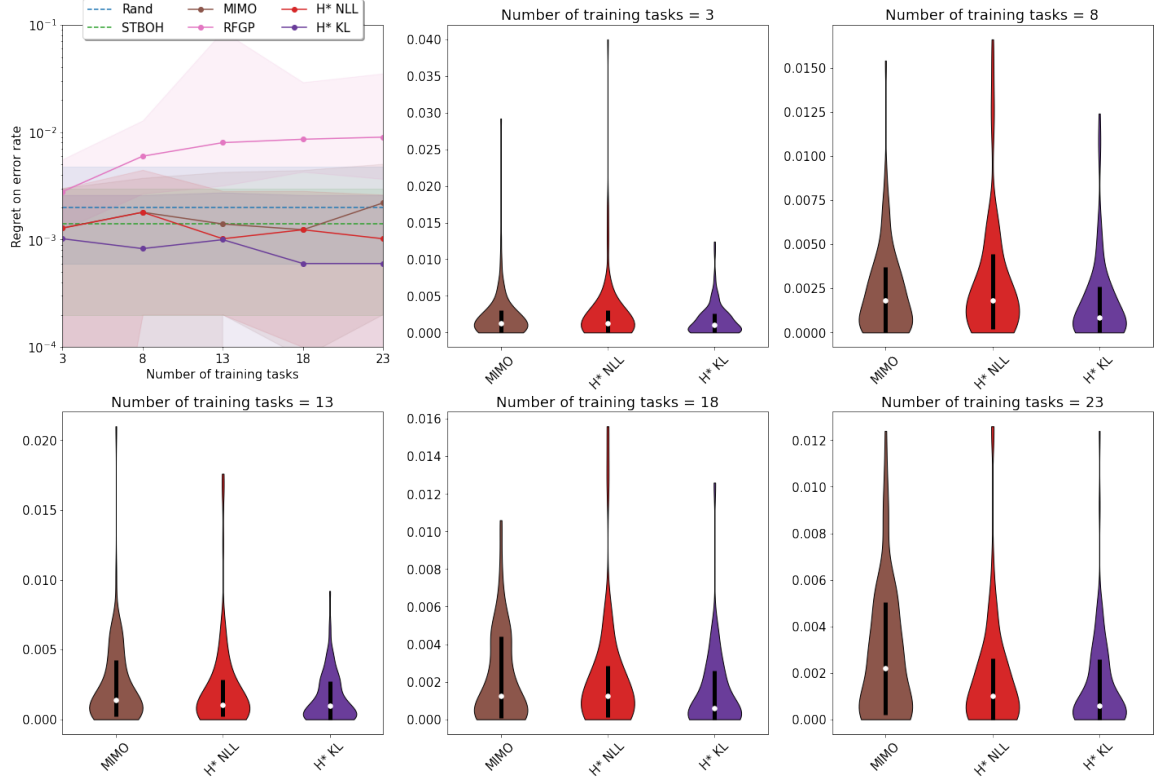 Rand
STBOH
MIMO
RFGP
H* NLL
H* KL
10⁻¹
10⁻²
10⁻³
10⁻⁴
Regret on error rate
3
8
13
18
23
Number of training tasks
Number of training tasks = 3
0.040
0.035
0.030
0.025
0.020
0.015
0.010
0.005
0.000
MIMO
H* NLL
H* KL
Number of training tasks = 8
0.0150
0.0125
0.0100
0.0075
0.0050
0.0025
0.0000
MIMO
H* NLL
H* KL
Number of training tasks = 13
0.020
0.015
0.010
0.005
0.000
MIMO
H* NLL
H* KL
Number of training tasks = 18
0.016
0.014
0.012
0.010
0.008
0.006
0.004
0.002
0.000
MIMO
H* NLL
H* KL
Number of training tasks = 23
0.012
0.010
0.008
0.006
0.004
0.002
0.000
MIMO
H* NLL
H* KL